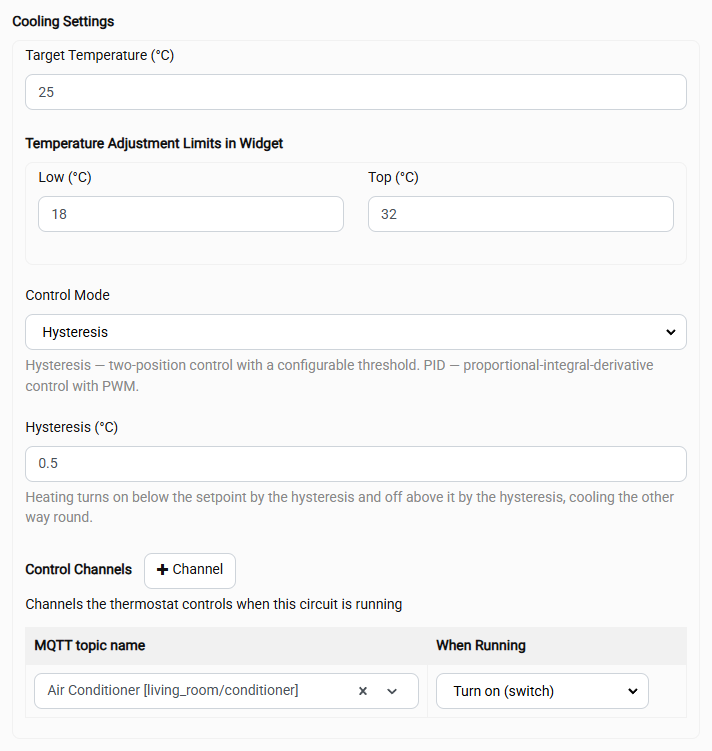 Cooling Settings
Target Temperature (°C)
25
Temperature Adjustment Limits in Widget
Low (°C) Top (°C)
18 32
Control Mode
Hysteresis
Hysteresis — two-position control with a configurable threshold. PID — proportional-integral-derivative
control with PWM.
Hysteresis (°C)
0.5
Heating turns on below the setpoint by the hysteresis and off above it by the hysteresis, cooling the other
way round.
Control Channels + Channel
Channels the thermostat controls when this circuit is running
MQTT topic name When Running
Air Conditioner [living_room/conditioner] Turn on (switch)